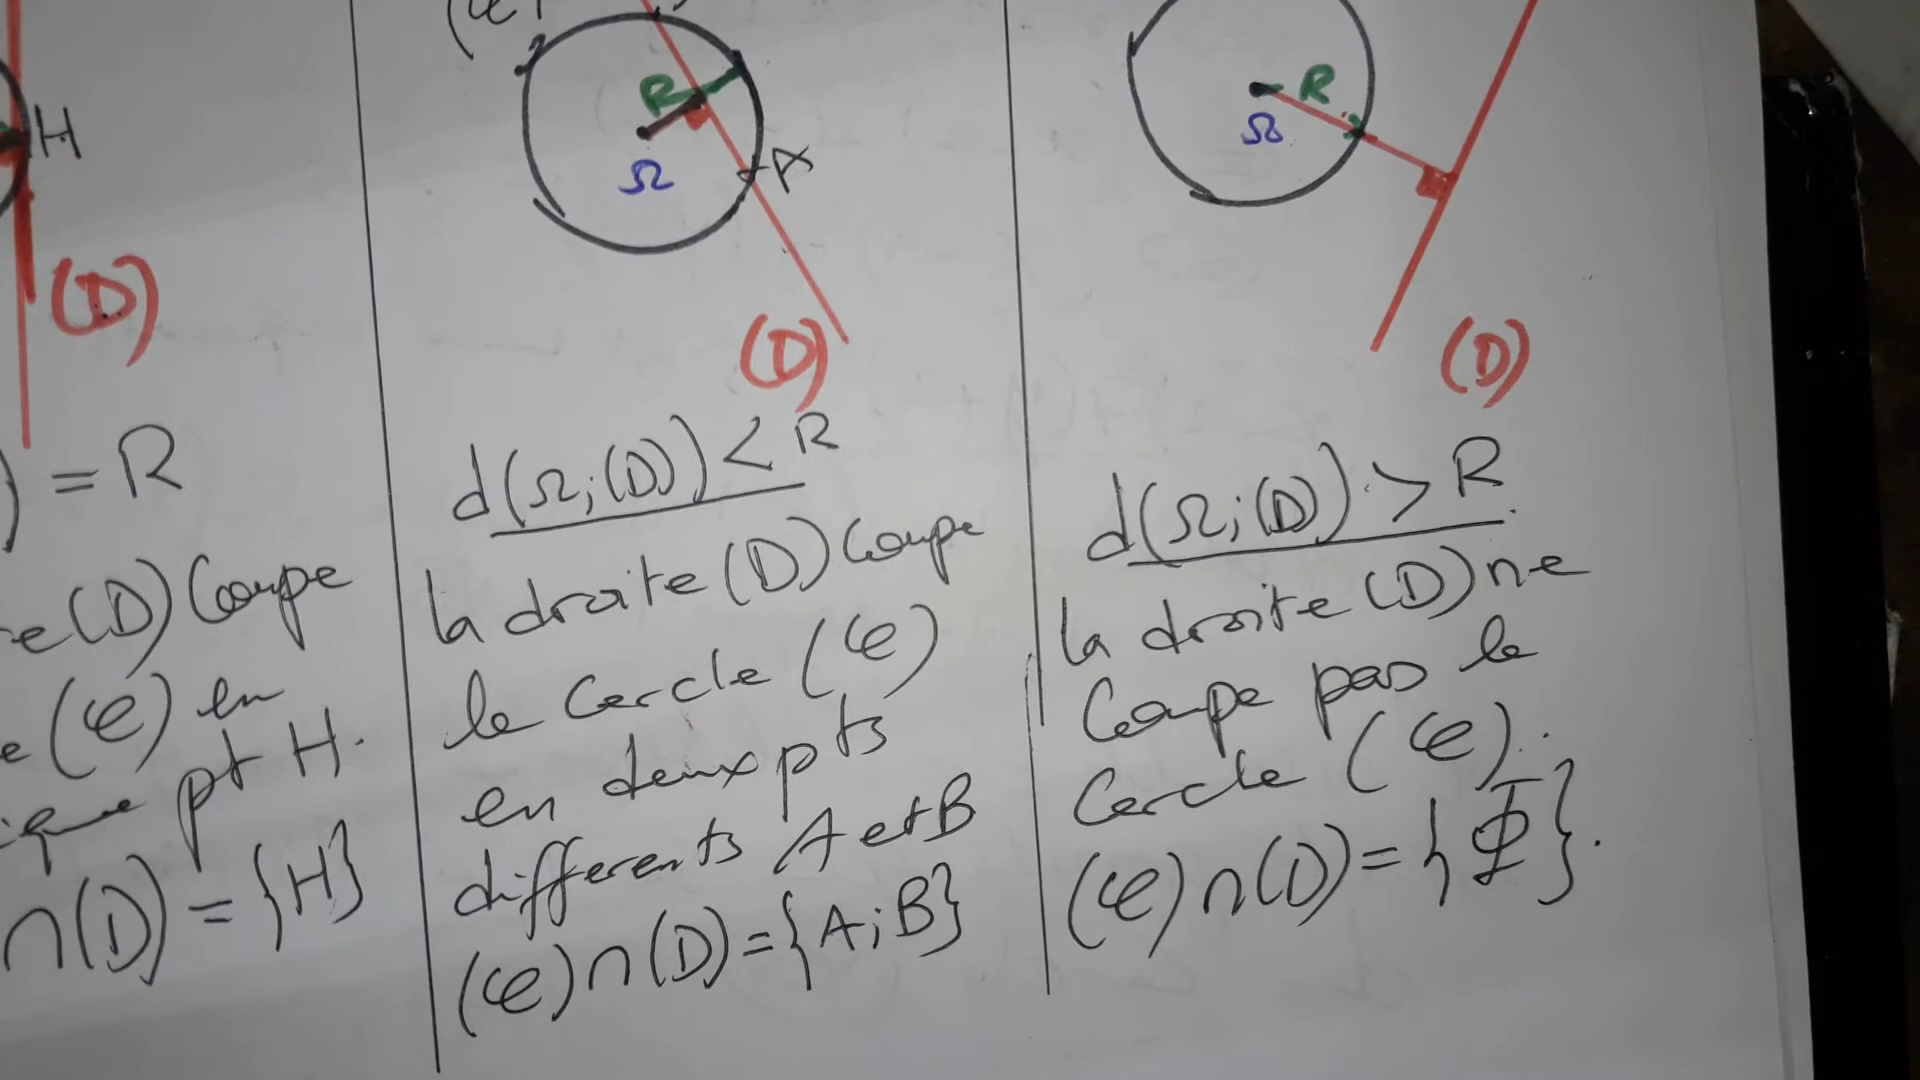 H
(D)
) = R
e (D) Coupe
e (C) en
ique pt H.
∩(D) = {H}
(C)
R
Ω
A
(D)
d(Ω;(D)) < R
la droite (D) Coupe
le Cercle (C)
en deux pts
differents A et B
(C)∩(D)={A;B}
R
Ω
(D)
d(Ω;(D)) > R
la droite (D) ne
Coupe pas le
Cercle (C).
(C)∩(D)={Φ}.